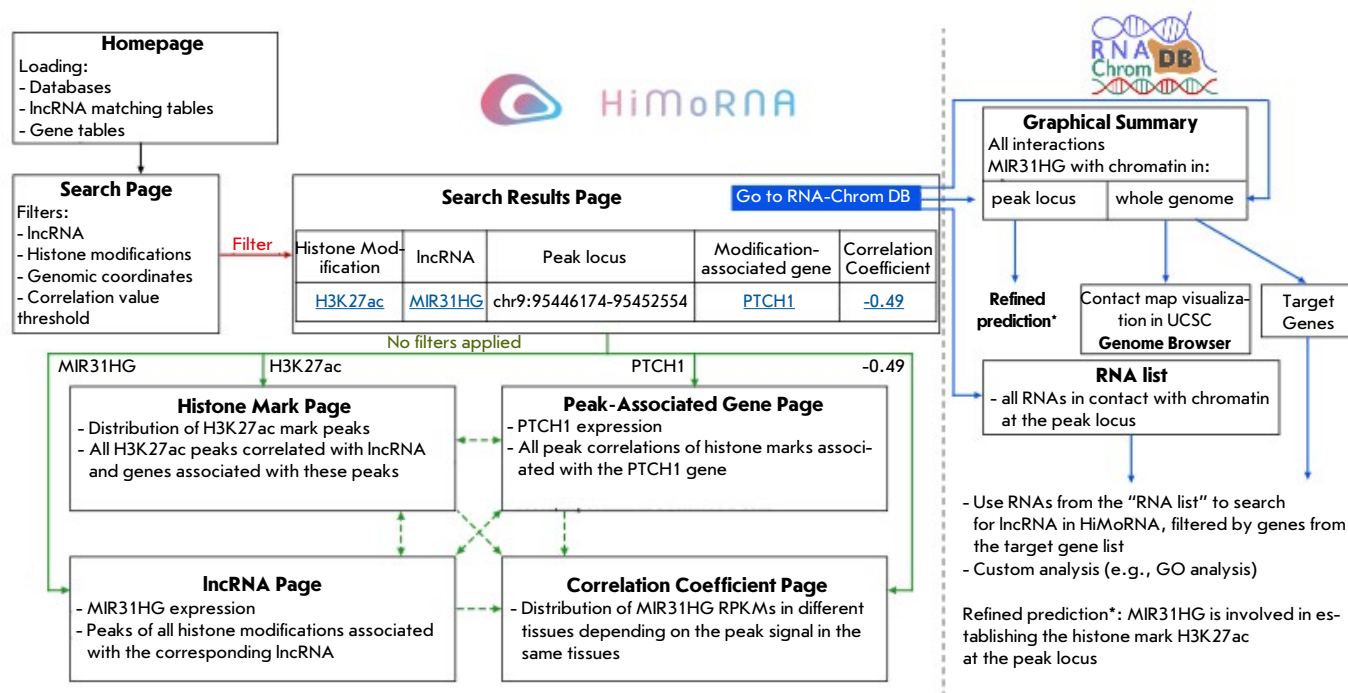 Homepage
Loading:
- Databases
- lncRNA matching tables
- Gene tables
Search Page
Filters:
- lncRNA
- Histone modifications
- Genomic coordinates
- Correlation value
threshold
Filter
HiMoRNA
Search Results Page
Go to RNA-Chrom DB
Histone Mod-
ification
lncRNA
Peak locus
Modification-
associated gene
Correlation
Coefficient
H3K27ac
MIR31HG
chr9:95446174-95452554
PTCH1
-0.49
No filters applied
MIR31HG
H3K27ac
PTCH1
-0.49
Histone Mark Page
- Distribution of H3K27ac mark peaks
- All H3K27ac peaks correlated with lncRNA
and genes associated with these peaks
Peak-Associated Gene Page
- PTCH1 expression
- All peak correlations of histone marks associ-
ated with the PTCH1 gene
lncRNA Page
- MIR31HG expression
- Peaks of all histone modifications associated
with the corresponding lncRNA
Correlation Coefficient Page
- Distribution of MIR31HG RPKMs in different
tissues depending on the peak signal in the
same tissues
RNA
Chrom DB
Graphical Summary
All interactions
MIR31HG with chromatin in:
peak locus
whole genome
Refined
prediction*
Contact map visualiza-
tion in UCSC
Genome Browser
Target
Genes
RNA list
- all RNAs in contact with chromatin
at the peak locus
- Use RNAs from the “RNA list” to search
for lncRNA in HiMoRNA, filtered by genes from
the target gene list
- Custom analysis (e.g., GO analysis)
Refined prediction*: MIR31HG is involved in es-
tablishing the histone mark H3K27ac
at the peak locus